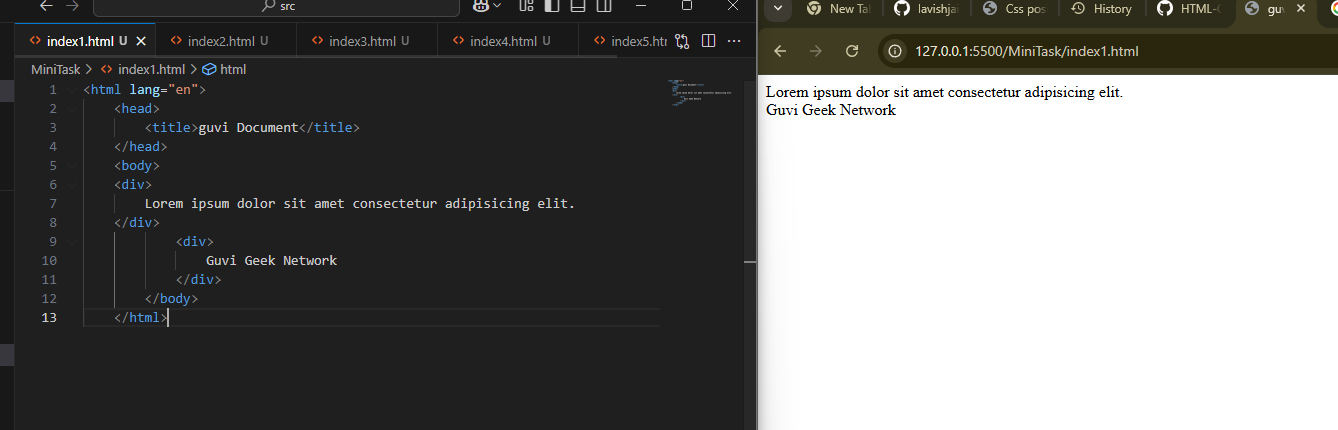 src
New Tal
lavishjai
Css pos
History
HTML-C
guv
index1.html U
index2.html U
index3.html U
index4.html U
index5.ht
127.0.0.1:5500/MiniTask/index1.html
MiniTask > index1.html > html
1 <html lang="en">
2 <head>
3 <title>guvi Document</title>
4 </head>
5 <body>
6 <div>
7 Lorem ipsum dolor sit amet consectetur adipisicing elit.
8 </div>
9 <div>
10 Guvi Geek Network
11 </div>
12 </body>
13 </html>
Lorem ipsum dolor sit amet consectetur adipisicing elit.
Guvi Geek Network